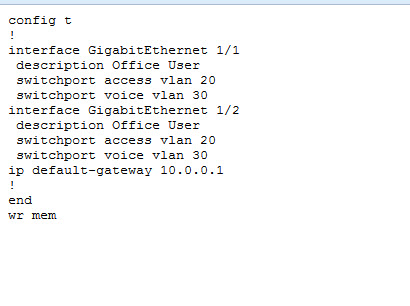 config t
!
interface GigabitEthernet 1/1
 description Office User
 switchport access vlan 20
 switchport voice vlan 30
interface GigabitEthernet 1/2
 description Office User
 switchport access vlan 20
 switchport voice vlan 30
ip default-gateway 10.0.0.1
!
end
wr mem